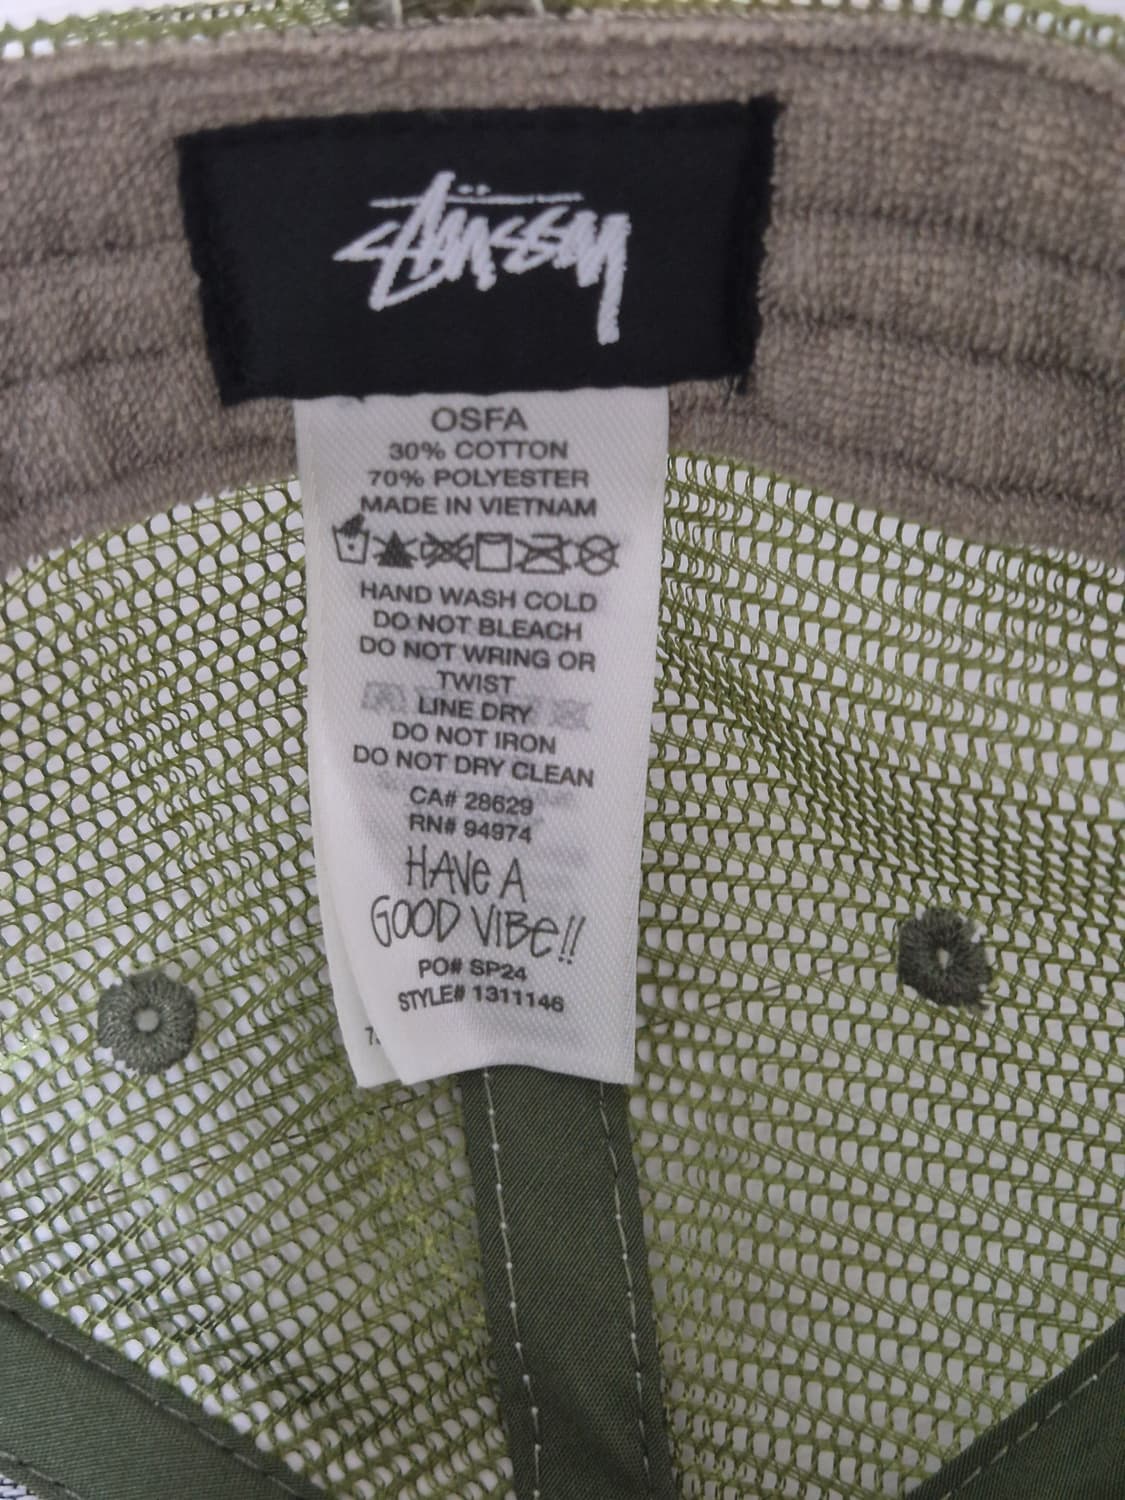 Stüssy
OSFA
30% COTTON
70% POLYESTER
MADE IN VIETNAM
HAND WASH COLD
DO NOT BLEACH
DO NOT WRING OR
TWIST
LINE DRY
DO NOT IRON
DO NOT DRY CLEAN
CA# 28629
RN# 94974
HAVE A
GOOD VIBE!!
PO# SP24
STYLE# 1311146